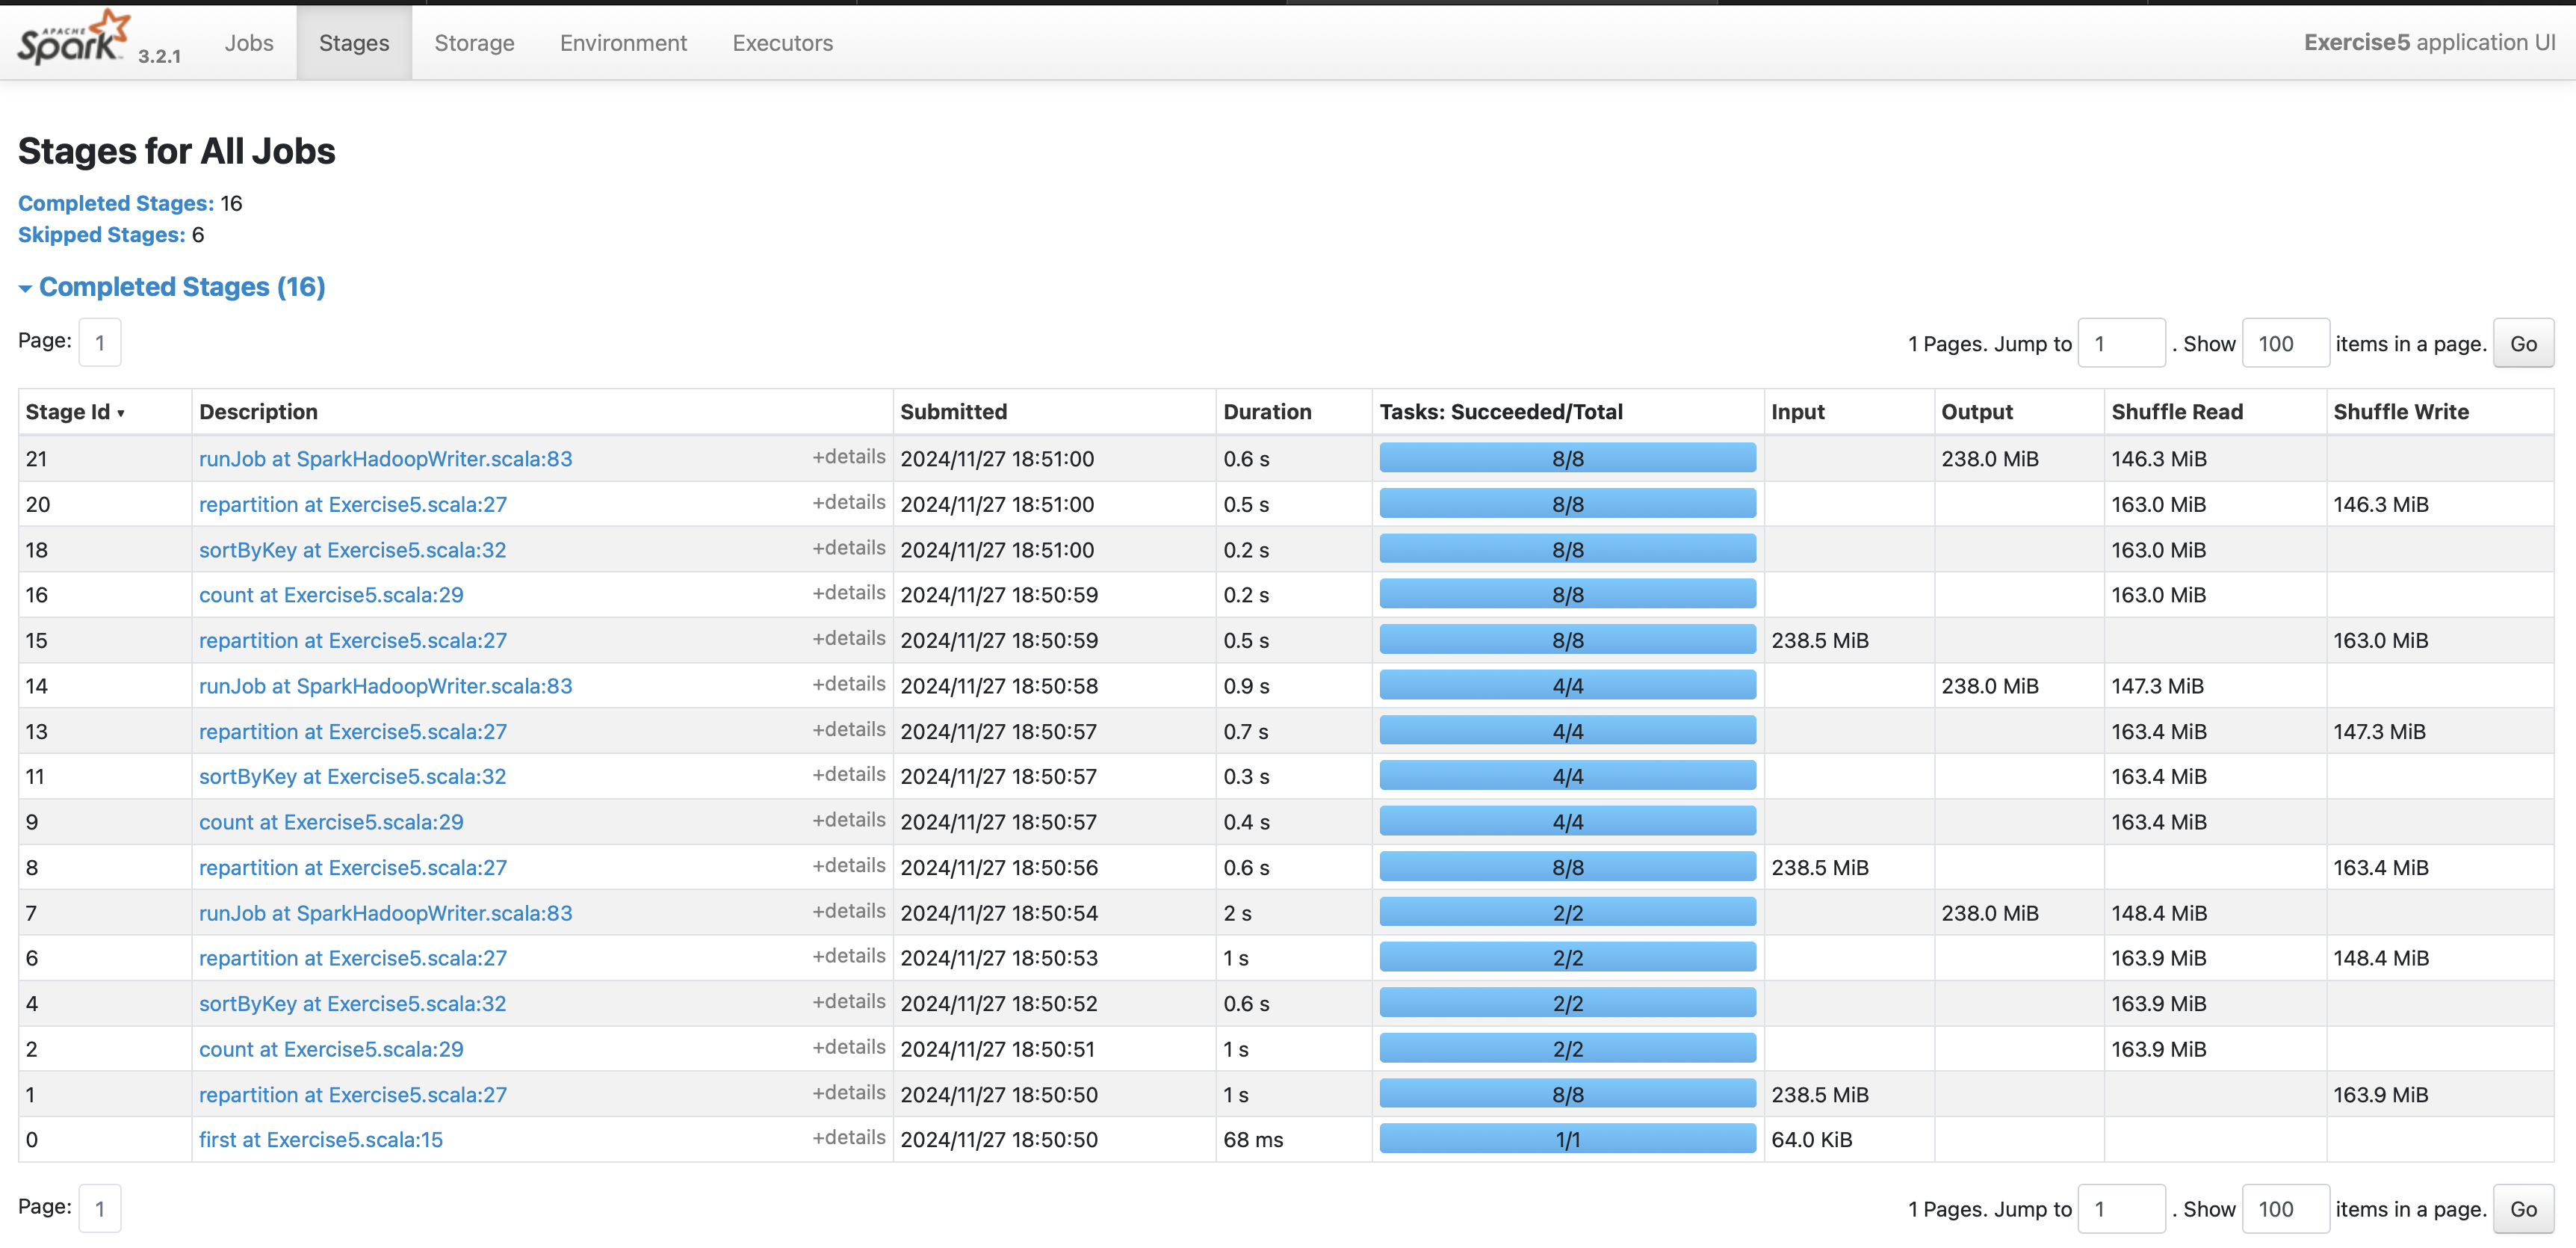 APACHE Spark 3.2.1 Jobs Stages Storage Environment Executors Exercise5 application UI
Stages for All Jobs
Completed Stages: 16
Skipped Stages: 6
Completed Stages (16)
Page: 1 1 Pages. Jump to 1 . Show 100 items in a page. Go
Stage Id Description Submitted Duration Tasks: Succeeded/Total Input Output Shuffle Read Shuffle Write
21 runJob at SparkHadoopWriter.scala:83 +details 2024/11/27 18:51:00 0.6 s 8/8 238.0 MiB 146.3 MiB
20 repartition at Exercise5.scala:27 +details 2024/11/27 18:51:00 0.5 s 8/8 163.0 MiB 146.3 MiB
18 sortByKey at Exercise5.scala:32 +details 2024/11/27 18:51:00 0.2 s 8/8 163.0 MiB
16 count at Exercise5.scala:29 +details 2024/11/27 18:50:59 0.2 s 8/8 163.0 MiB
15 repartition at Exercise5.scala:27 +details 2024/11/27 18:50:59 0.5 s 8/8 238.5 MiB 163.0 MiB
14 runJob at SparkHadoopWriter.scala:83 +details 2024/11/27 18:50:58 0.9 s 4/4 238.0 MiB 147.3 MiB
13 repartition at Exercise5.scala:27 +details 2024/11/27 18:50:57 0.7 s 4/4 163.4 MiB 147.3 MiB
11 sortByKey at Exercise5.scala:32 +details 2024/11/27 18:50:57 0.3 s 4/4 163.4 MiB
9 count at Exercise5.scala:29 +details 2024/11/27 18:50:57 0.4 s 4/4 163.4 MiB
8 repartition at Exercise5.scala:27 +details 2024/11/27 18:50:56 0.6 s 8/8 238.5 MiB 163.4 MiB
7 runJob at SparkHadoopWriter.scala:83 +details 2024/11/27 18:50:54 2 s 2/2 238.0 MiB 148.4 MiB
6 repartition at Exercise5.scala:27 +details 2024/11/27 18:50:53 1 s 2/2 163.9 MiB 148.4 MiB
4 sortByKey at Exercise5.scala:32 +details 2024/11/27 18:50:52 0.6 s 2/2 163.9 MiB
2 count at Exercise5.scala:29 +details 2024/11/27 18:50:51 1 s 2/2 163.9 MiB
1 repartition at Exercise5.scala:27 +details 2024/11/27 18:50:50 1 s 8/8 238.5 MiB 163.9 MiB
0 first at Exercise5.scala:15 +details 2024/11/27 18:50:50 68 ms 1/1 64.0 KiB
Page: 1 1 Pages. Jump to 1 . Show 100 items in a page. Go